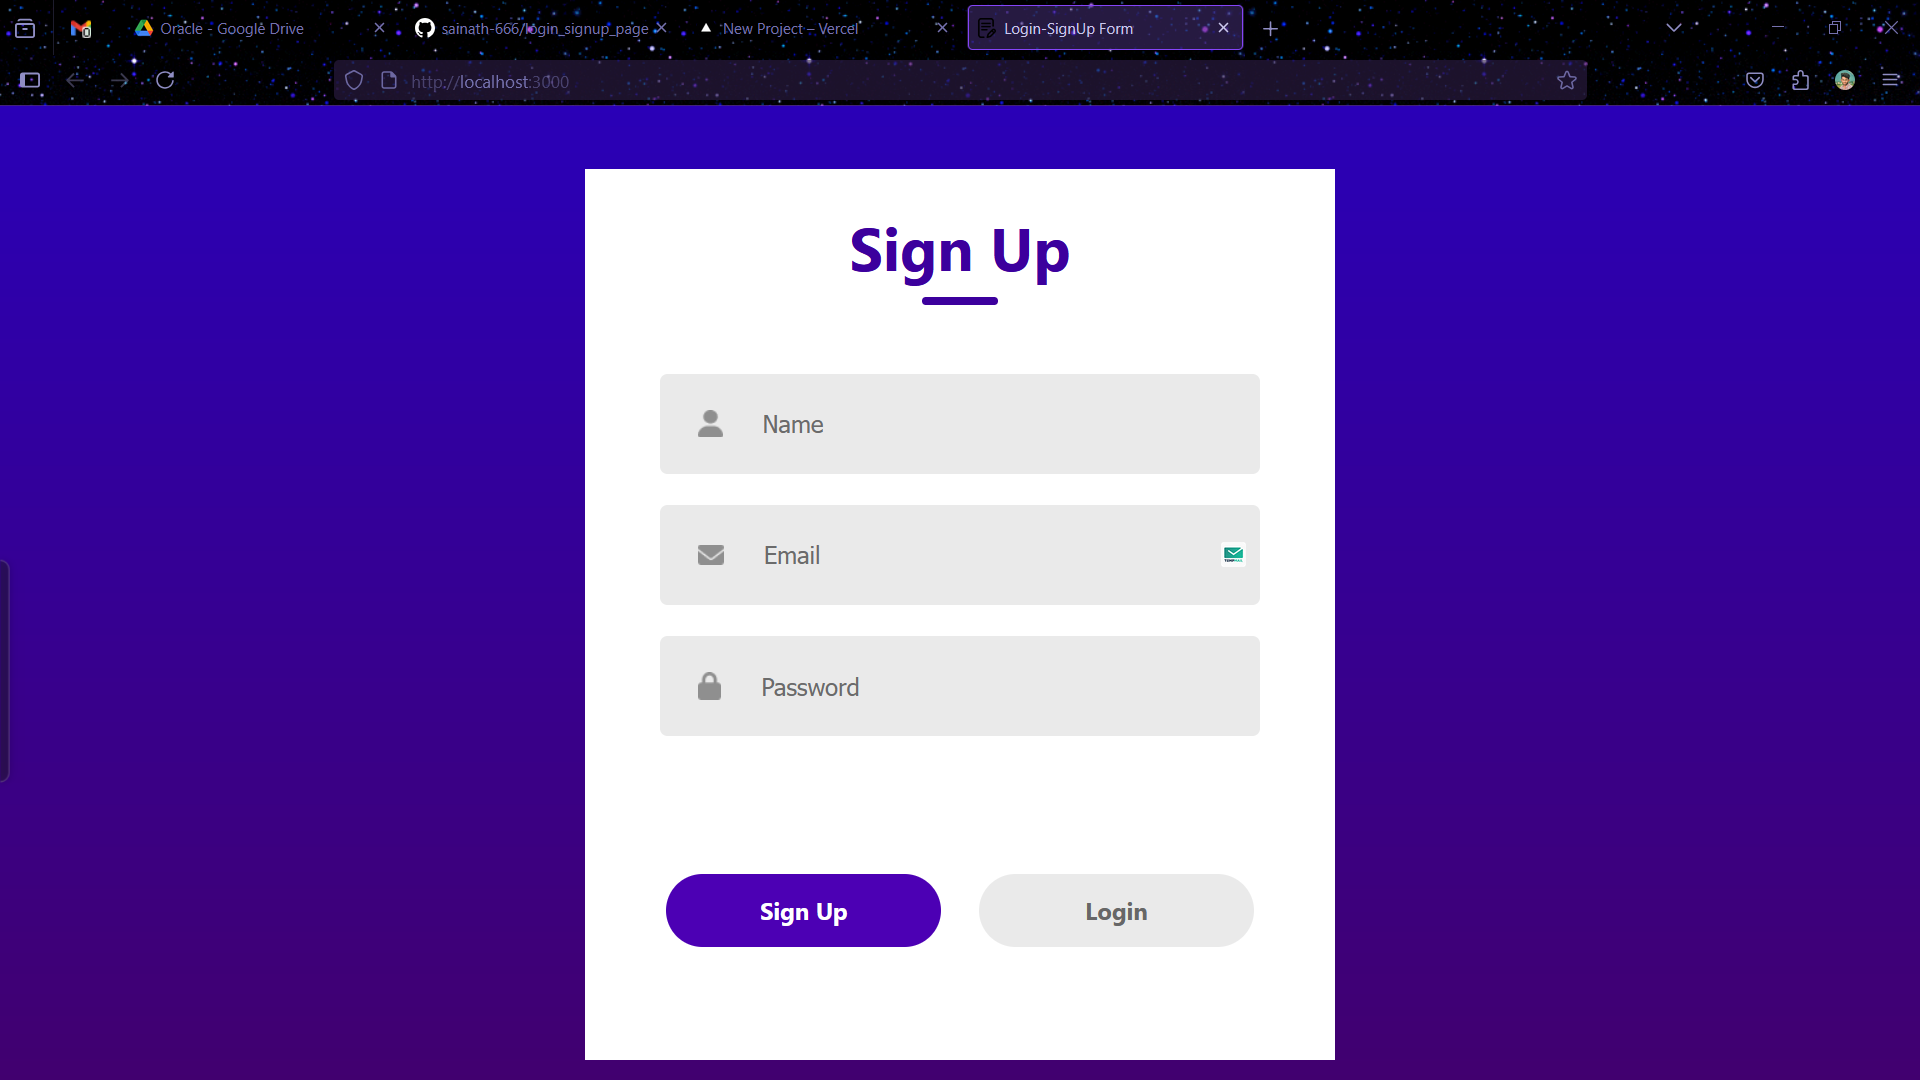 Oracle - Google Drive
sainath-666/login_signup_page
New Project – Vercel
Login-SignUp Form
http://localhost:3000
Sign Up
Name
Email
Password
Sign Up
Login